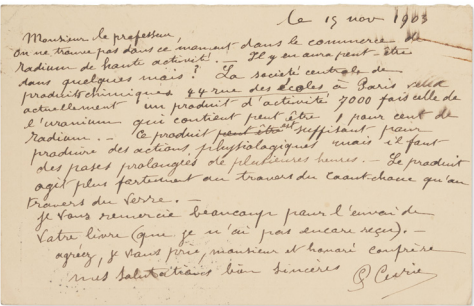 le 15 nov 1903
Monsieur le professeur,
On ne trouve pas dans ce moment dans le commerce de
radium de haute activité. Il y en aura peut être
dans quelques mois? La société centrale de
produits chimiques 44 rue des écoles à Paris vend
actuellement un produit d'activité 7000 fois celle de
l'uranium qui contient peut être 1 pour cent de
radium. - Ce produit peut être est suffisant pour
produire des actions physiologiques mais il faut
des poses prolongées de plusieures heures. - Le produit
agit plus fortement au travers du caoutchouc qu'au
travers du verre. -
Je vous remercie beaucoup pour l'envoi de
votre livre (que je n'ai pas encore reçu). -
agréez, je vous prie, monsieur et honoré confrère
mes salutations bien sincères
P Curie